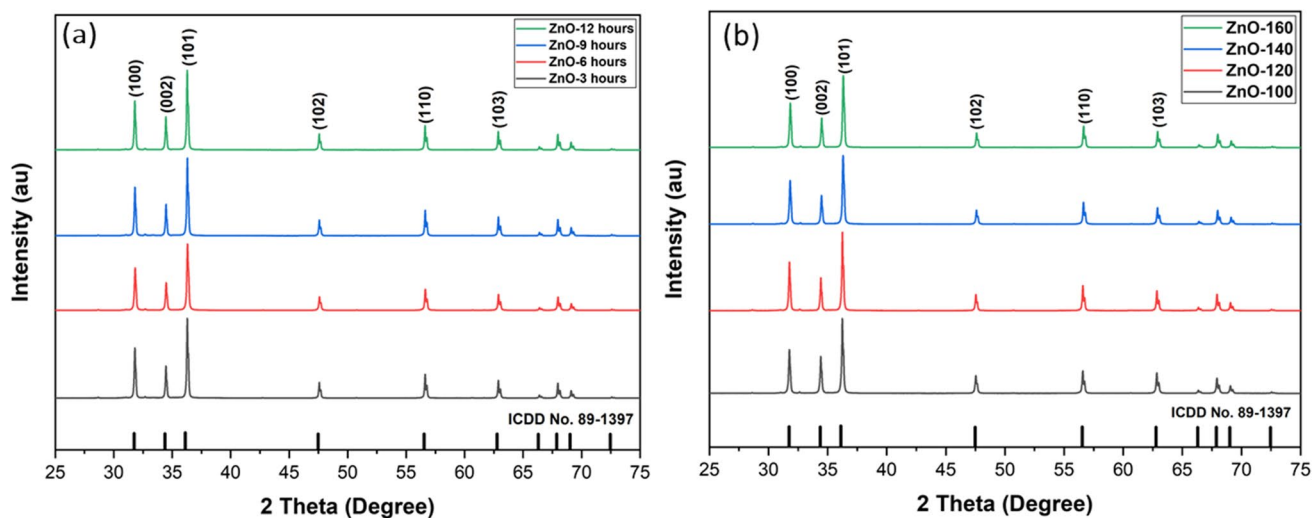 (a)
ZnO-12 hours
ZnO-9 hours
ZnO-6 hours
ZnO-3 hours
(100)
(002)
(101)
(102)
(110)
(103)
Intensity (au)
ICDD No. 89-1397
25 30 35 40 45 50 55 60 65 70 75
2 Theta (Degree)
(b)
ZnO-160
ZnO-140
ZnO-120
ZnO-100
(100)
(002)
(101)
(102)
(110)
(103)
Intensity (au)
ICDD No. 89-1397
25 30 35 40 45 50 55 60 65 70 75
2 Theta (Degree)